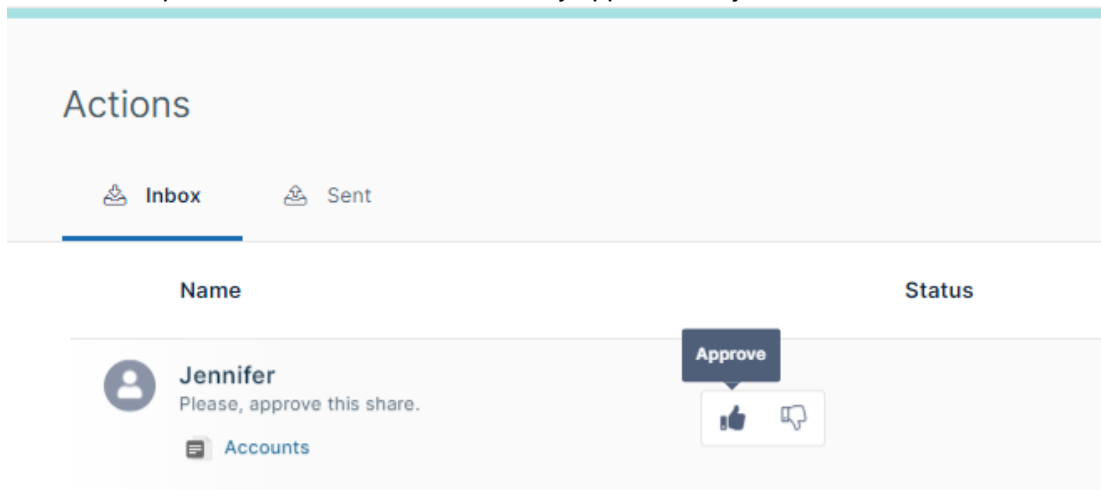 Actions
Inbox Sent
Name Status
Approve
Jennifer
Please, approve this share.
Accounts